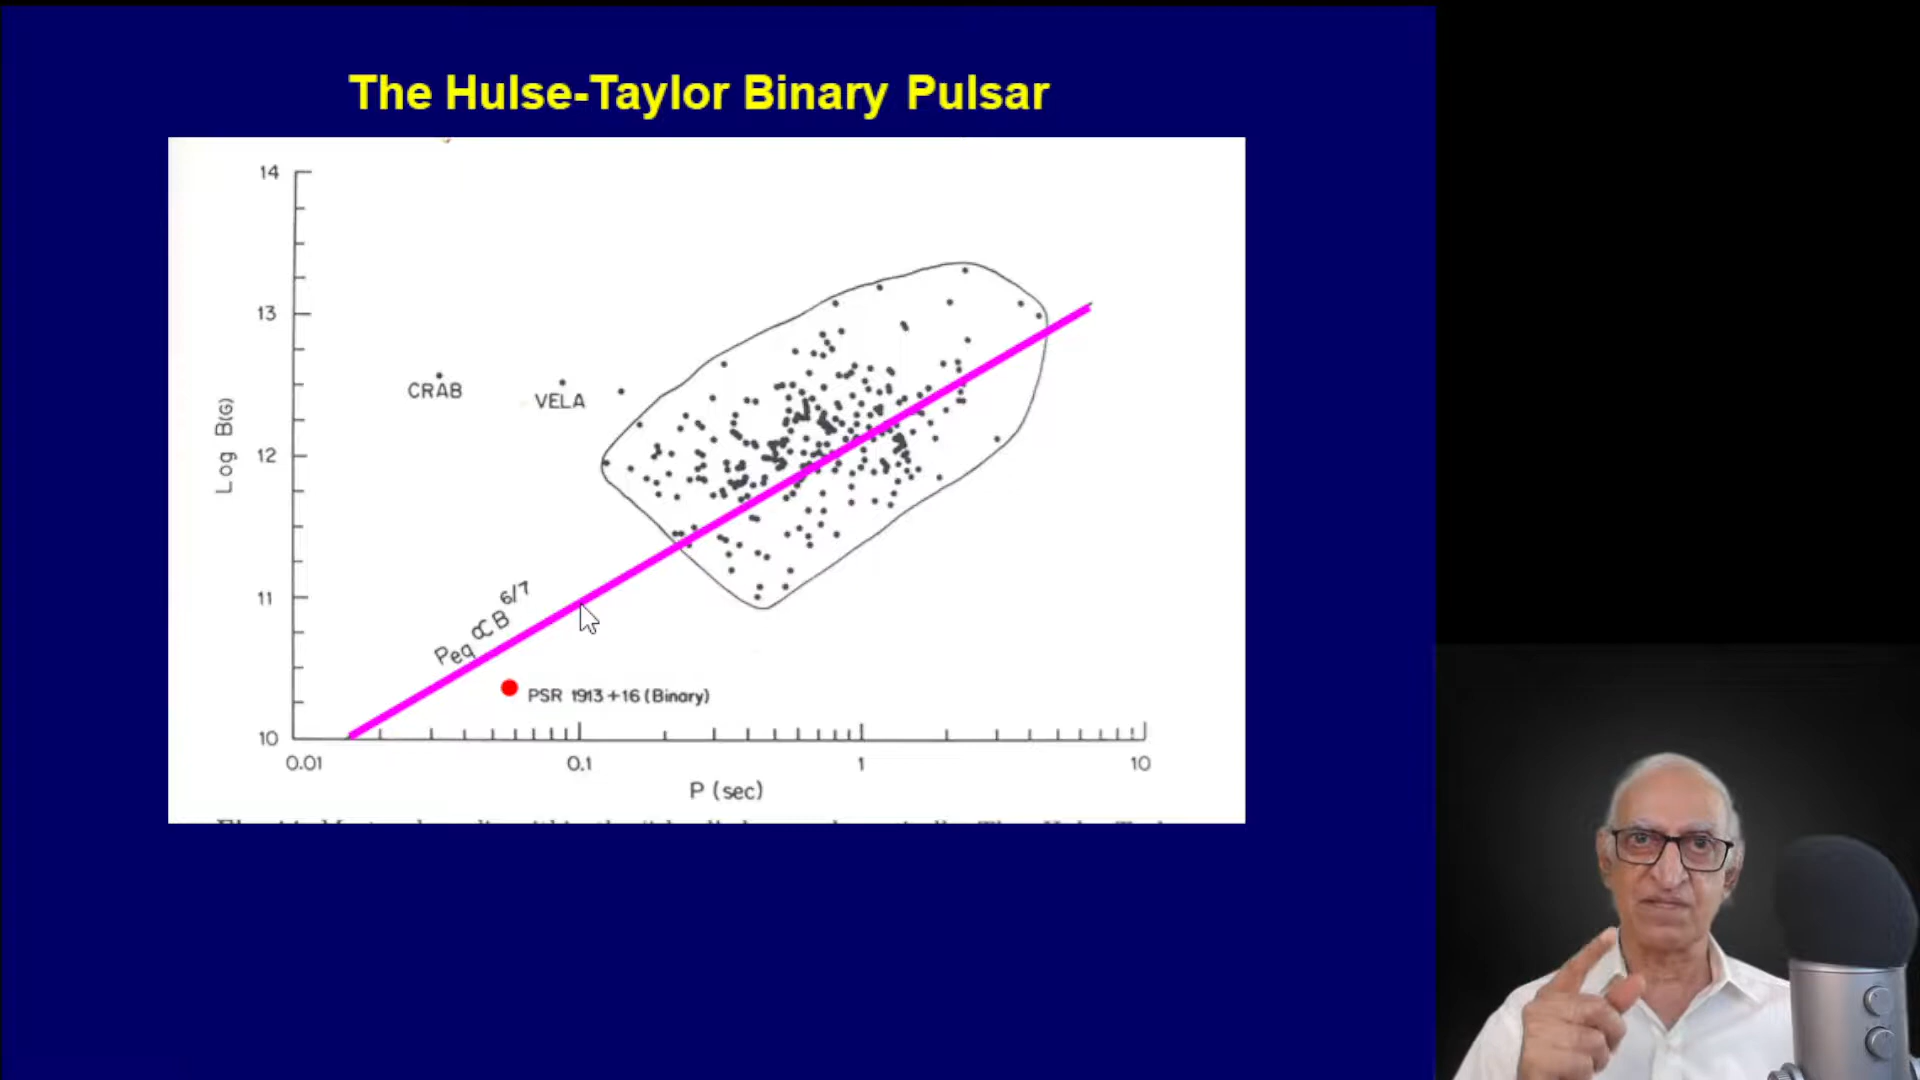 The Hulse-Taylor Binary Pulsar
14
13
CRAB
VELA
Log B(G)
12
11
Peq ∝ B 6/7
PSR 1913+16 (Binary)
10
0.01 0.1 1 10
P (sec)